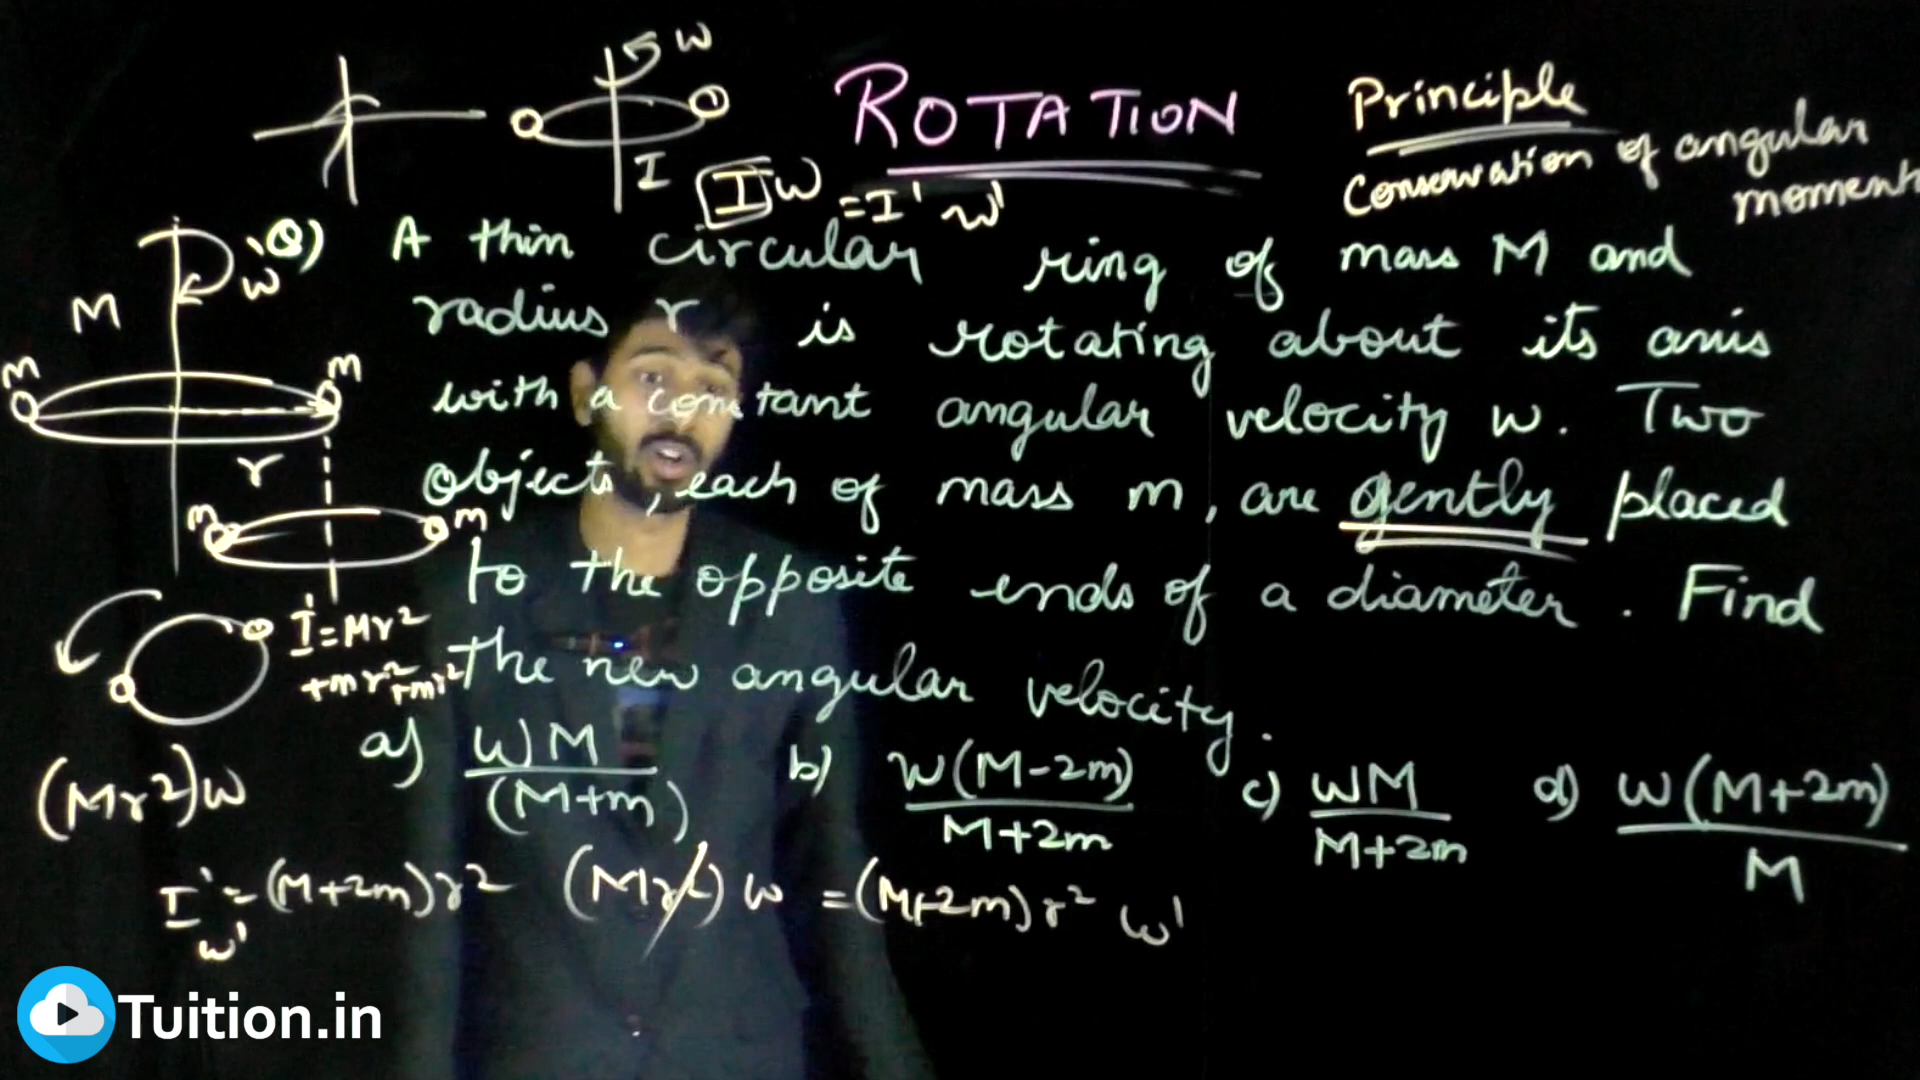 W
ROTATION
Principle
Conservation of angular
I
Iw = I' w'
Q) A thin circular ring of mass M and
w'
M
radius r is rotating about its axis
m m
with a constant angular velocity w. Two
r
objects, each of mass m, are gently placed
m m
to the opposite ends of a diameter. Find
I' = Mr²
+mr²+mr²
the new angular velocity.
a) WM/(M+m) b) W(M-2m)/M+2m c) WM/M+2m d) W(M+2m)/M
(Mr²)w
I' = (M+2m)r² (Mr²) w = (M+2m)r² w'
w'
Tuition.in